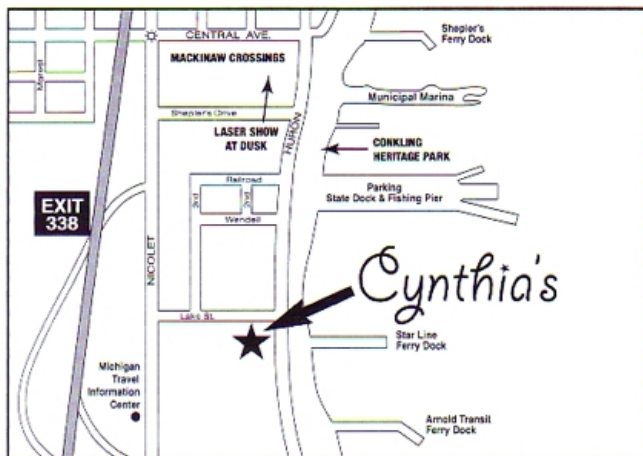 CENTRAL AVE.
Shepler's
Ferry Dock
MACKINAW CROSSINGS
Municipal Marina
Shepler's Drive
LASER SHOW
AT DUSK
HURON
CONKLING
HERITAGE PARK
Railroad
Parking
State Dock & Fishing Pier
2nd
2nd
EXIT
338
Wendell
NICOLET
Cynthia's
Lake St.
Star Line
Ferry Dock
Michigan
Travel
Information
Center
Arnold Transit
Ferry Dock